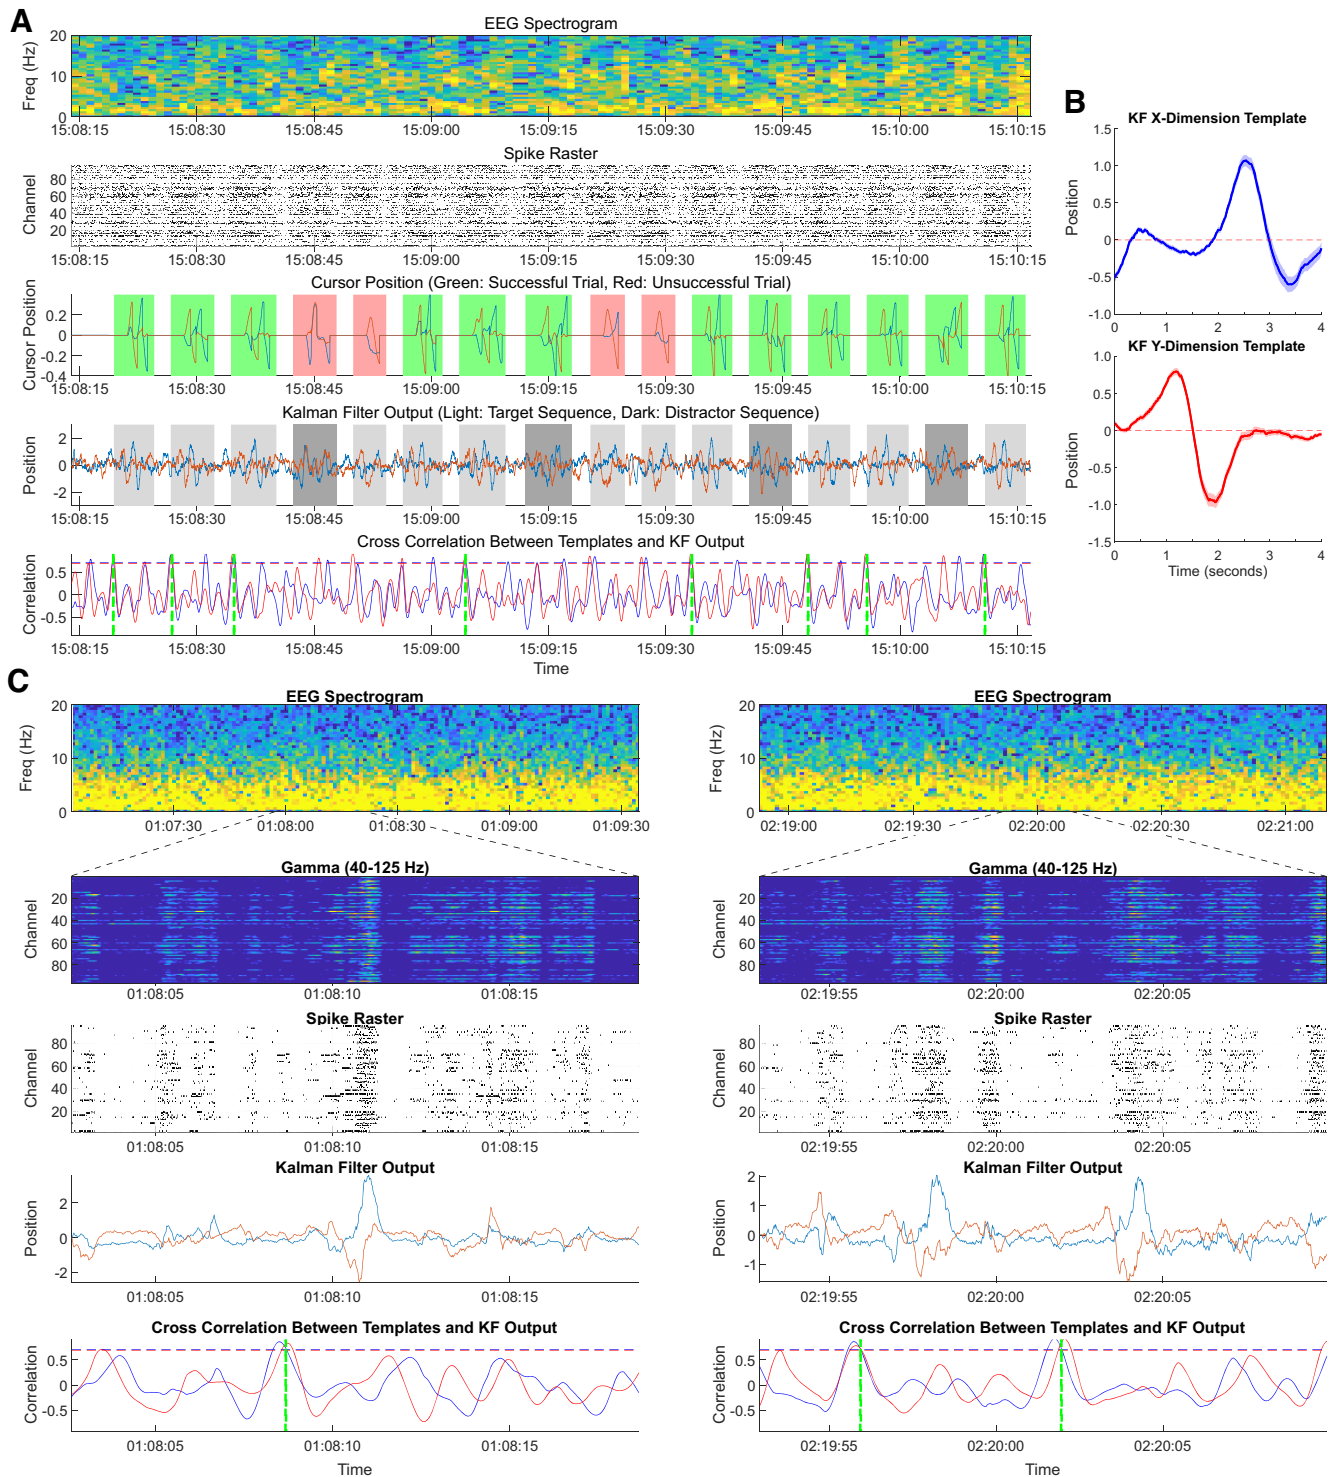 A
EEG Spectrogram
Freq (Hz)
20
10
0
15:08:15 15:08:30 15:08:45 15:09:00 15:09:15 15:09:30 15:09:45 15:10:00 15:10:15
Spike Raster
Channel
80
60
40
20
15:08:15 15:08:30 15:08:45 15:09:00 15:09:15 15:09:30 15:09:45 15:10:00 15:10:15
Cursor Position (Green: Successful Trial, Red: Unsuccessful Trial)
Cursor Position
0.2
0
-0.2
-0.4
15:08:15 15:08:30 15:08:45 15:09:00 15:09:15 15:09:30 15:09:45 15:10:00 15:10:15
Kalman Filter Output (Light: Target Sequence, Dark: Distractor Sequence)
Position
2
0
-2
15:08:15 15:08:30 15:08:45 15:09:00 15:09:15 15:09:30 15:09:45 15:10:00 15:10:15
Cross Correlation Between Templates and KF Output
Correlation
0.5
0
-0.5
15:08:15 15:08:30 15:08:45 15:09:00 15:09:15 15:09:30 15:09:45 15:10:00 15:10:15
Time
B
KF X-Dimension Template
Position
1.5
1.0
0.5
0
-0.5
-1.0
0 1 2 3 4
KF Y-Dimension Template
Position
1.0
0.5
0
-0.5
-1.0
-1.5
0 1 2 3 4
Time (seconds)
C
EEG Spectrogram
Freq (Hz)
20
10
0
01:07:30 01:08:00 01:08:30 01:09:00 01:09:30
Gamma (40-125 Hz)
Channel
20
40
60
80
01:08:05 01:08:10 01:08:15
Spike Raster
Channel
80
60
40
20
01:08:05 01:08:10 01:08:15
Kalman Filter Output
Position
2
0
-2
01:08:05 01:08:10 01:08:15
Cross Correlation Between Templates and KF Output
Correlation
0.5
0
-0.5
01:08:05 01:08:10 01:08:15
Time
EEG Spectrogram
Freq (Hz)
20
10
0
02:19:00 02:19:30 02:20:00 02:20:30 02:21:00
Gamma (40-125 Hz)
Channel
20
40
60
80
02:19:55 02:20:00 02:20:05
Spike Raster
Channel
80
60
40
20
02:19:55 02:20:00 02:20:05
Kalman Filter Output
Position
2
1
0
-1
02:19:55 02:20:00 02:20:05
Cross Correlation Between Templates and KF Output
Correlation
0.5
0
-0.5
02:19:55 02:20:00 02:20:05
Time